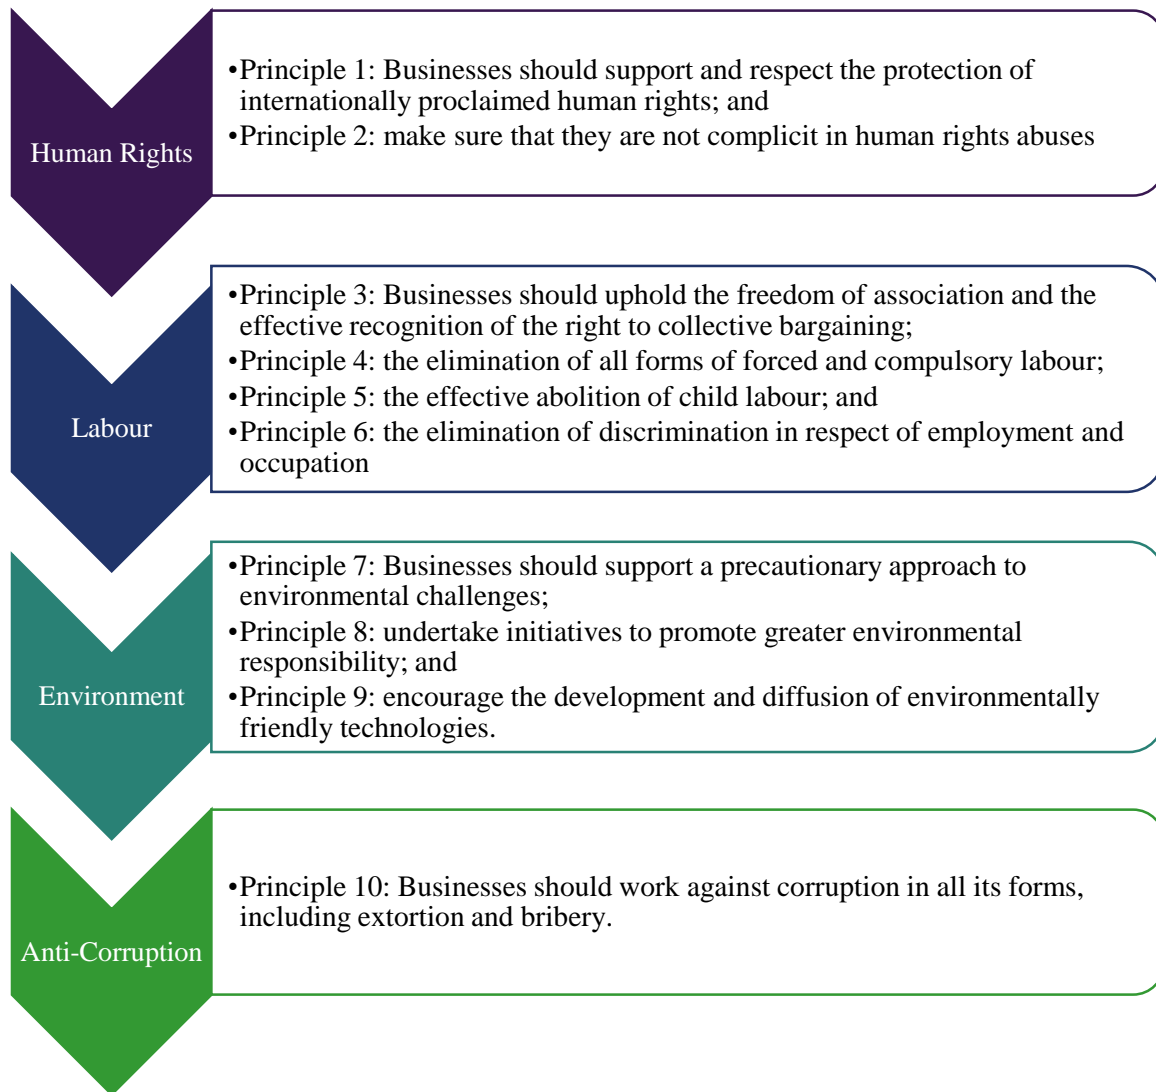 Human Rights
•Principle 1: Businesses should support and respect the protection of
internationally proclaimed human rights; and
•Principle 2: make sure that they are not complicit in human rights abuses
Labour
•Principle 3: Businesses should uphold the freedom of association and the
effective recognition of the right to collective bargaining;
•Principle 4: the elimination of all forms of forced and compulsory labour;
•Principle 5: the effective abolition of child labour; and
•Principle 6: the elimination of discrimination in respect of employment and
occupation
Environment
•Principle 7: Businesses should support a precautionary approach to
environmental challenges;
•Principle 8: undertake initiatives to promote greater environmental
responsibility; and
•Principle 9: encourage the development and diffusion of environmentally
friendly technologies.
Anti-Corruption
•Principle 10: Businesses should work against corruption in all its forms,
including extortion and bribery.